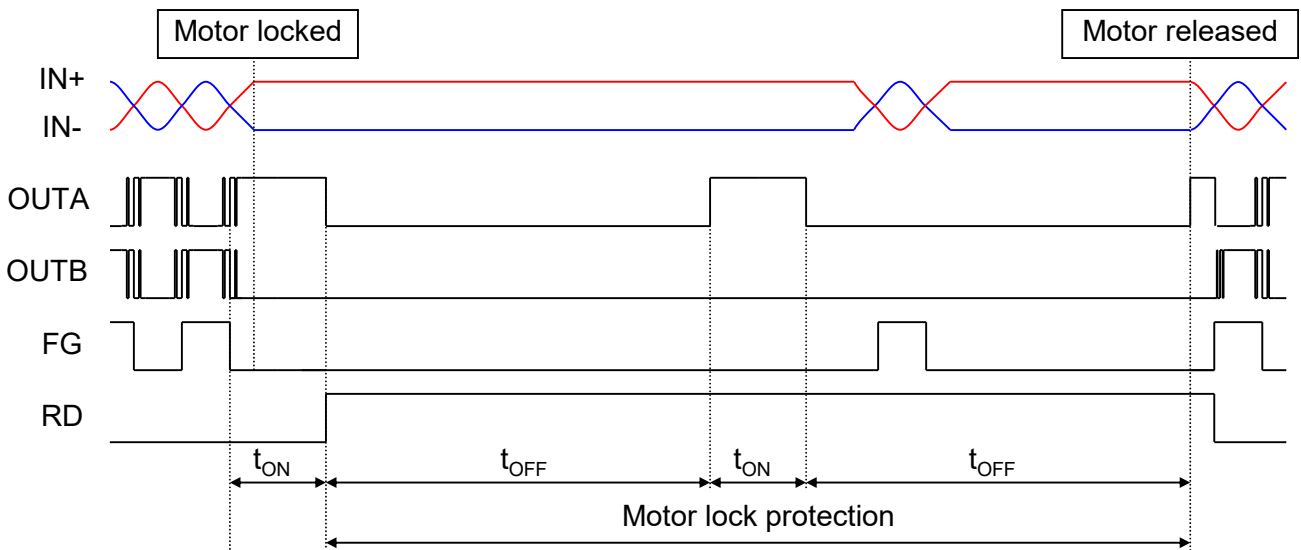 Motor locked
Motor released
IN+
IN-
OUTA
OUTB
FG
RD
tON tOFF tON tOFF
Motor lock protection